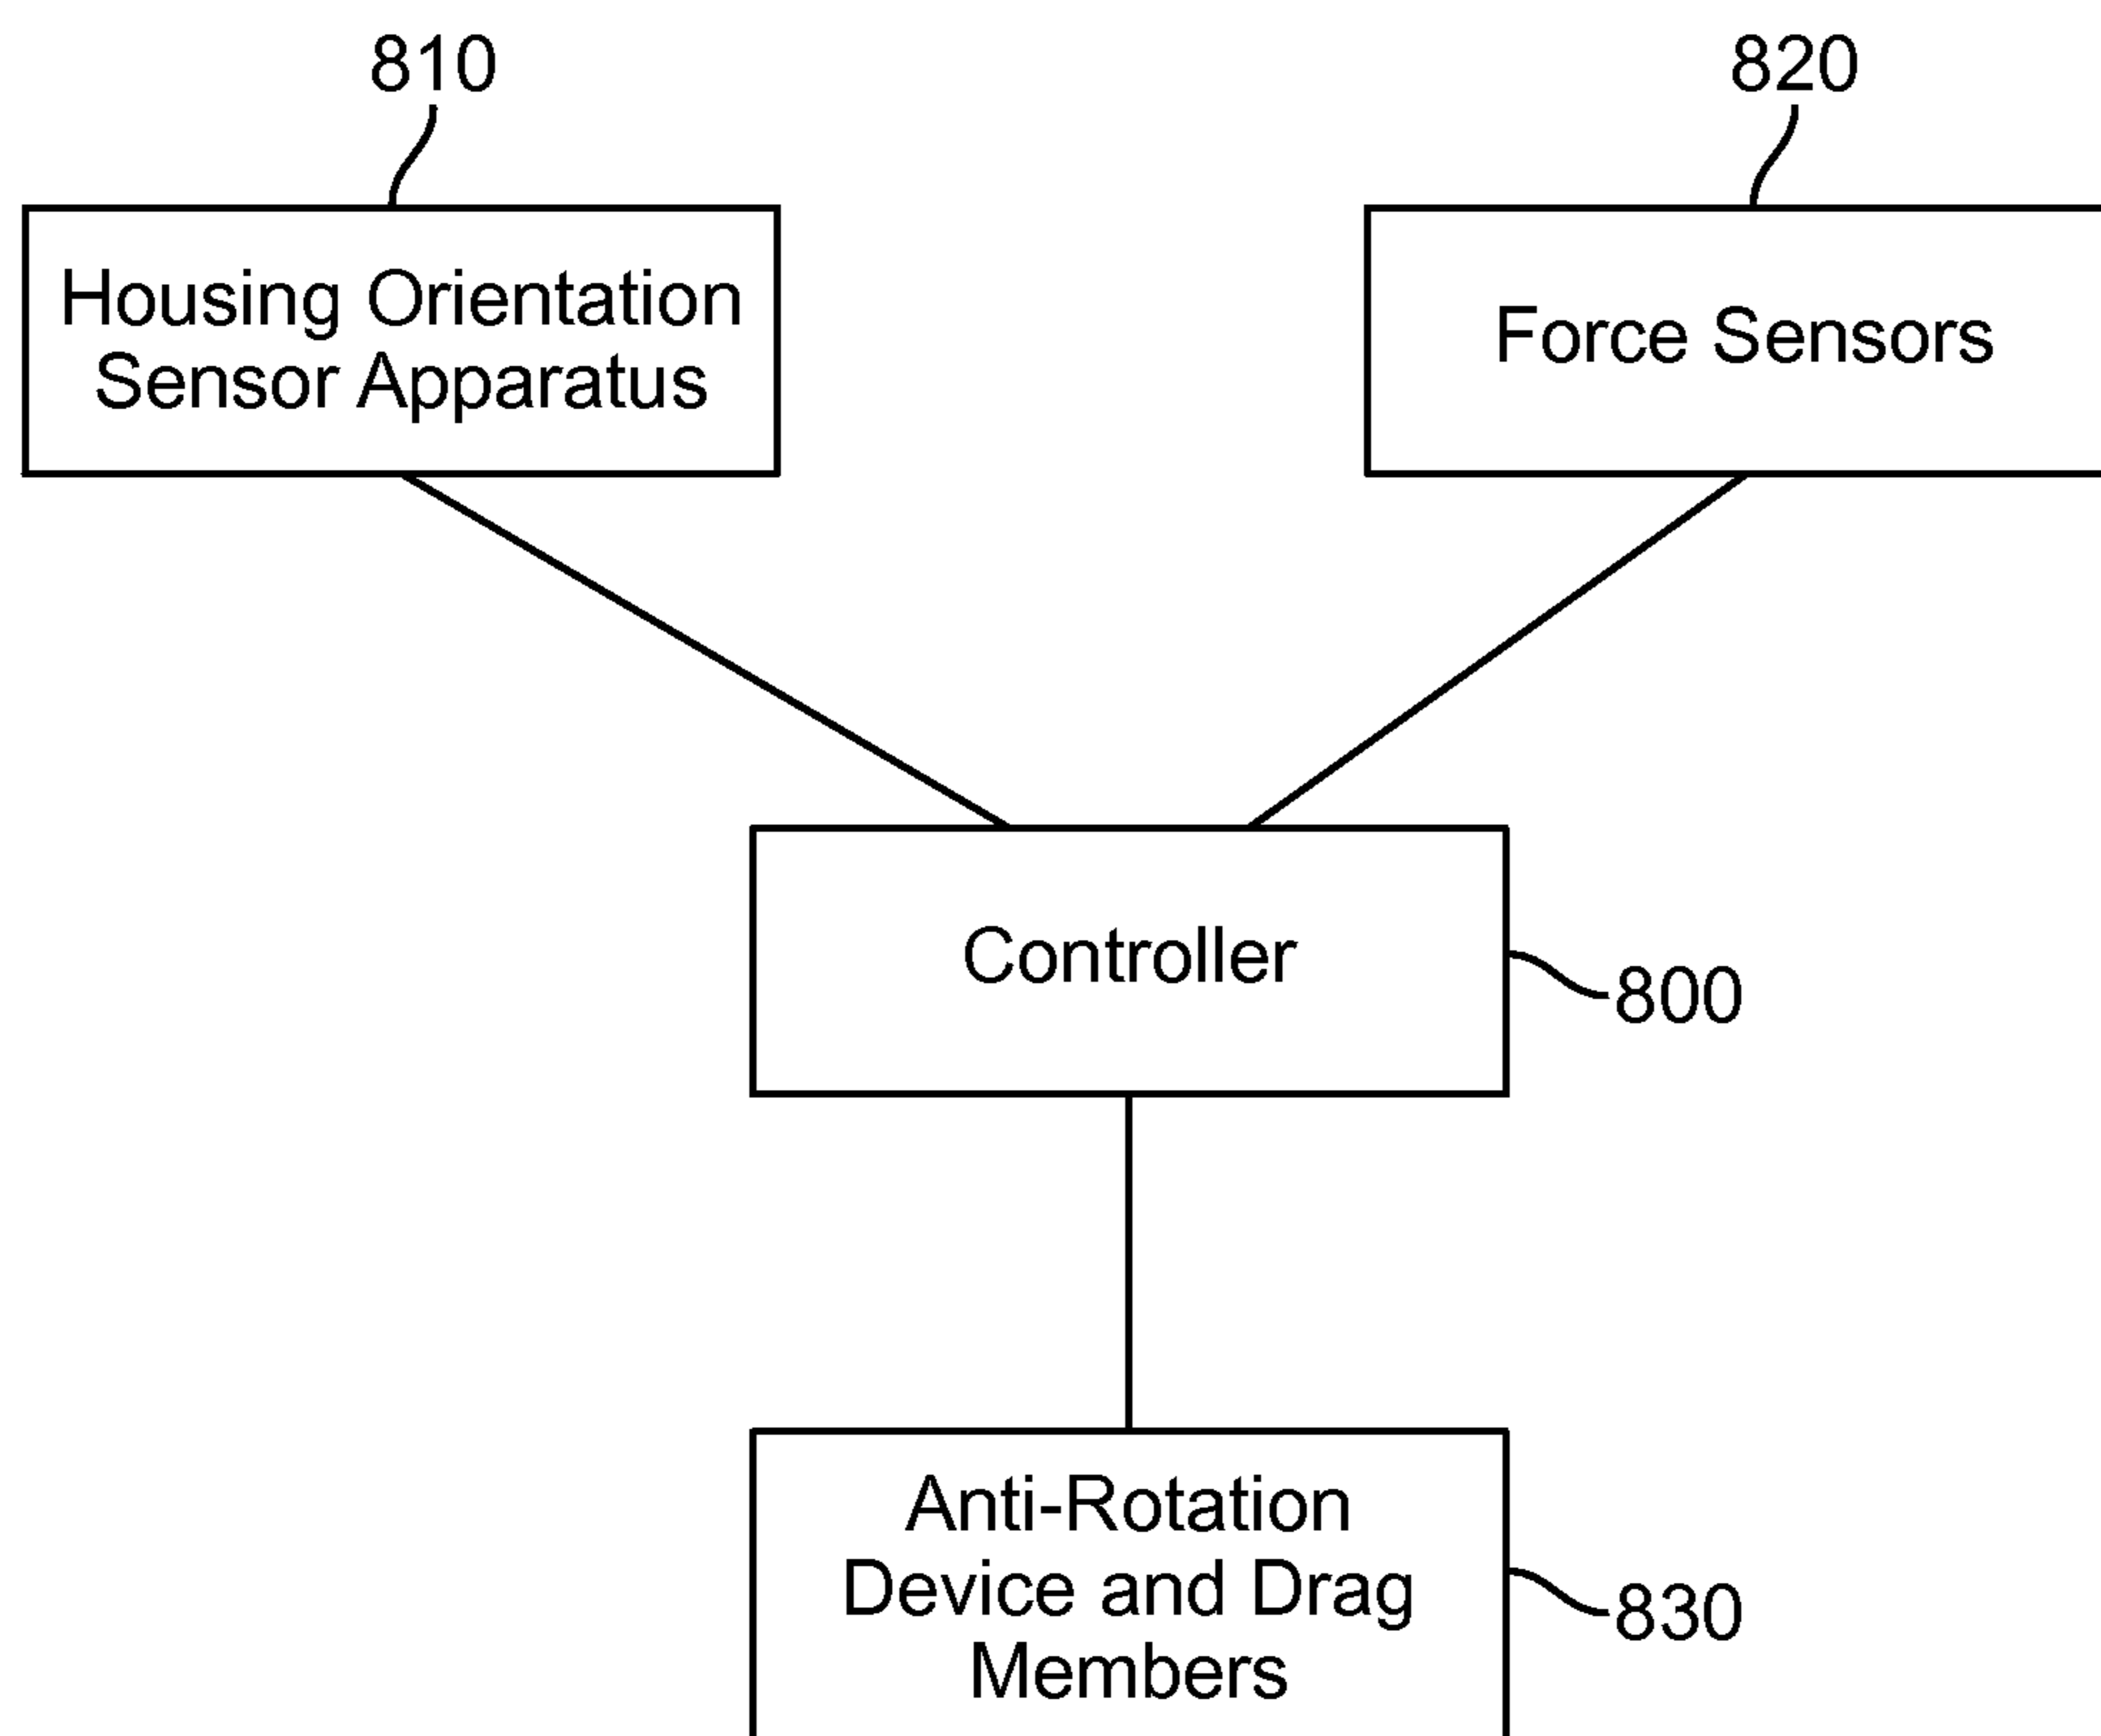 810
820
Housing Orientation
Sensor Apparatus
Force Sensors
Controller
800
Anti-Rotation
Device and Drag
Members
830